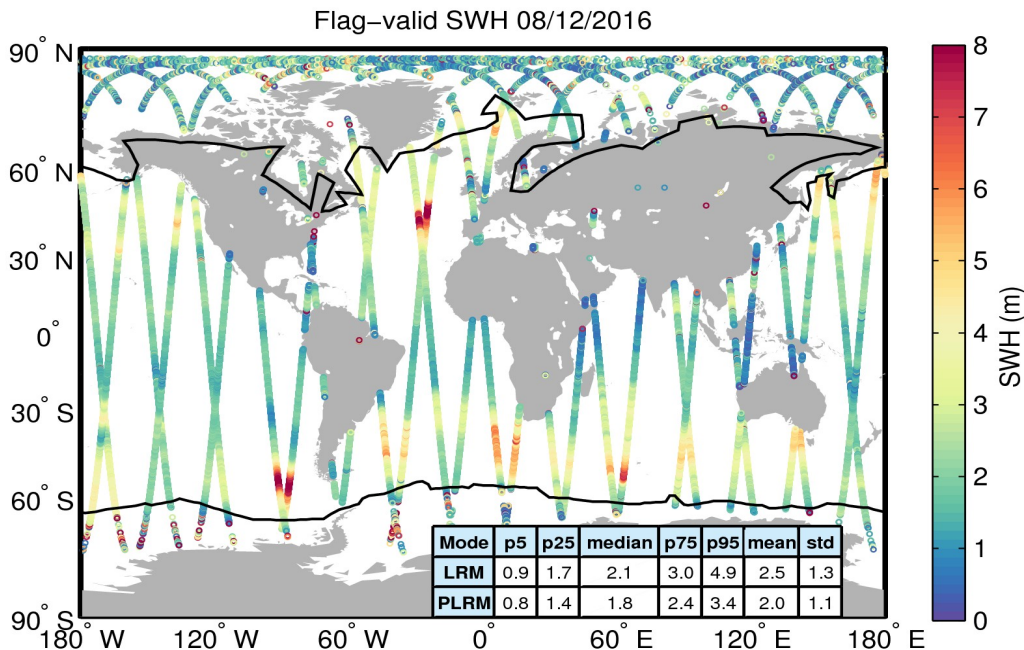 Flag−valid SWH 08/12/2016
90° N
60° N
30° N
0°
30° S
60° S
90° S
180° W 120° W 60° W 0° 60° E 120° E 180° E
8
7
6
5
4
3
2
1
0
SWH (m)
Mode p5 p25 median p75 p95 mean std
LRM 0.9 1.7 2.1 3.0 4.9 2.5 1.3
PLRM 0.8 1.4 1.8 2.4 3.4 2.0 1.1